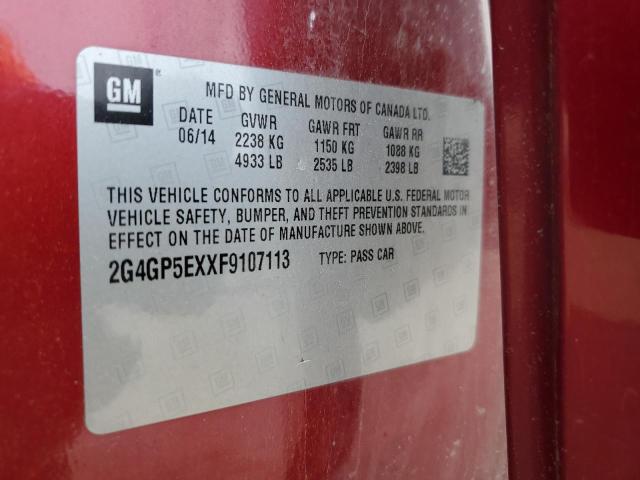 GM
MFD BY GENERAL MOTORS OF CANADA LTD.
DATE GVWR GAWR FRT GAWR RR
06/14 2238 KG 1150 KG 1088 KG
4933 LB 2535 LB 2398 LB
THIS VEHICLE CONFORMS TO ALL APPLICABLE U.S. FEDERAL MOTOR
VEHICLE SAFETY, BUMPER, AND THEFT PREVENTION STANDARDS IN
EFFECT ON THE DATE OF MANUFACTURE SHOWN ABOVE.
2G4GP5EXXF9107113 TYPE: PASS CAR